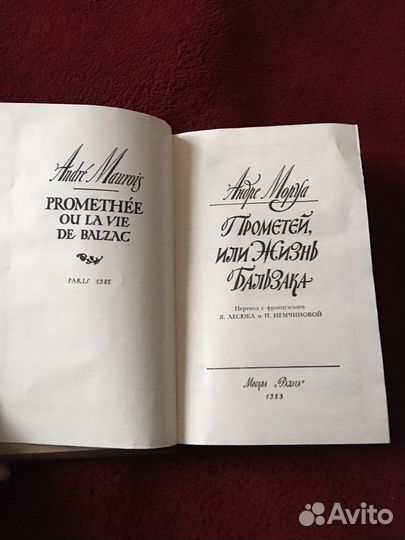 André Maurois
PROMETHÉE
OU LA VIE
DE BALZAC
PARIS 1965
Андре Моруа
ПРОМЕТЕЙ,
ИЛИ ЖИЗНЬ
БАЛЬЗАКА
Перевод с французского
Я. ЛЕСЮКА и Н. НЕМЧИНОВОЙ
Москва "Радуга"
1983
Avito